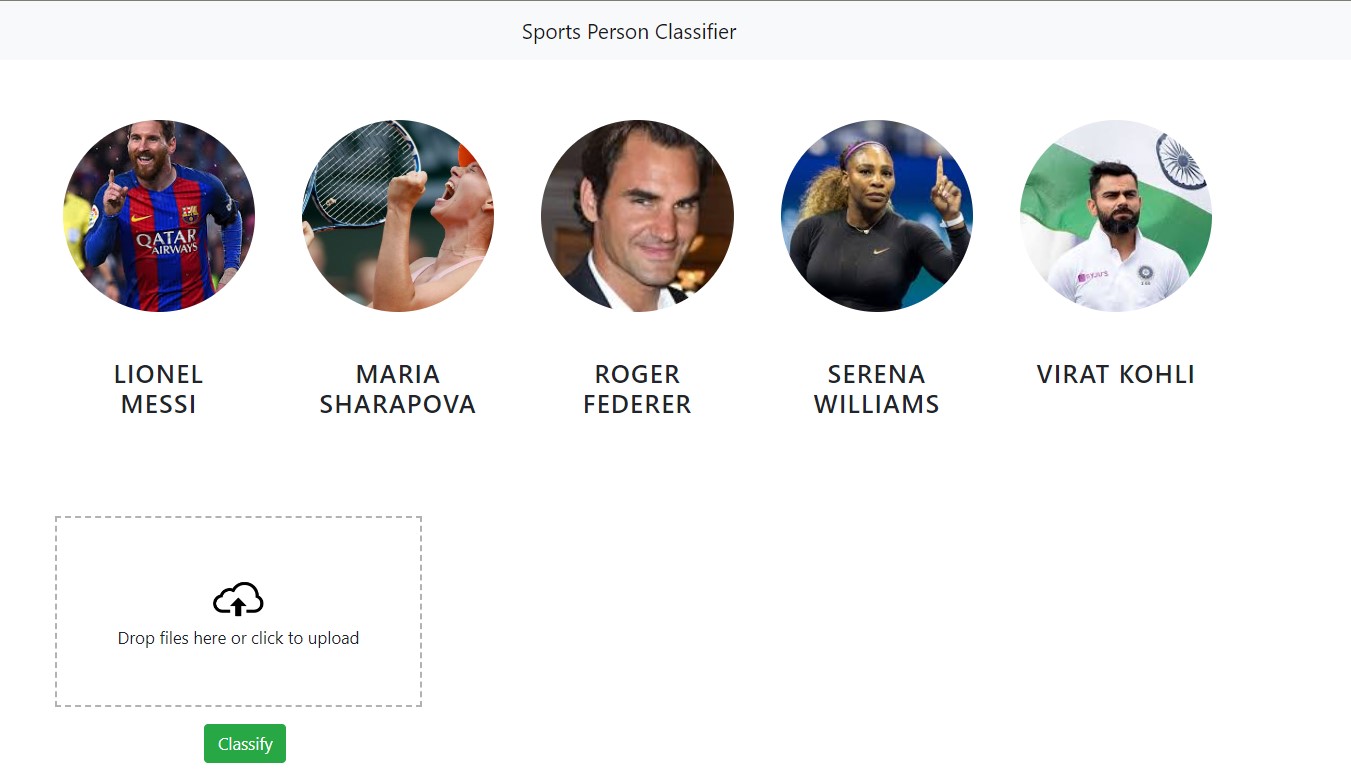 Sports Person Classifier
QATAR
AIRWAYS
BYJU'S
LIONEL
MESSI
MARIA
SHARAPOVA
ROGER
FEDERER
SERENA
WILLIAMS
VIRAT KOHLI
Drop files here or click to upload
Classify